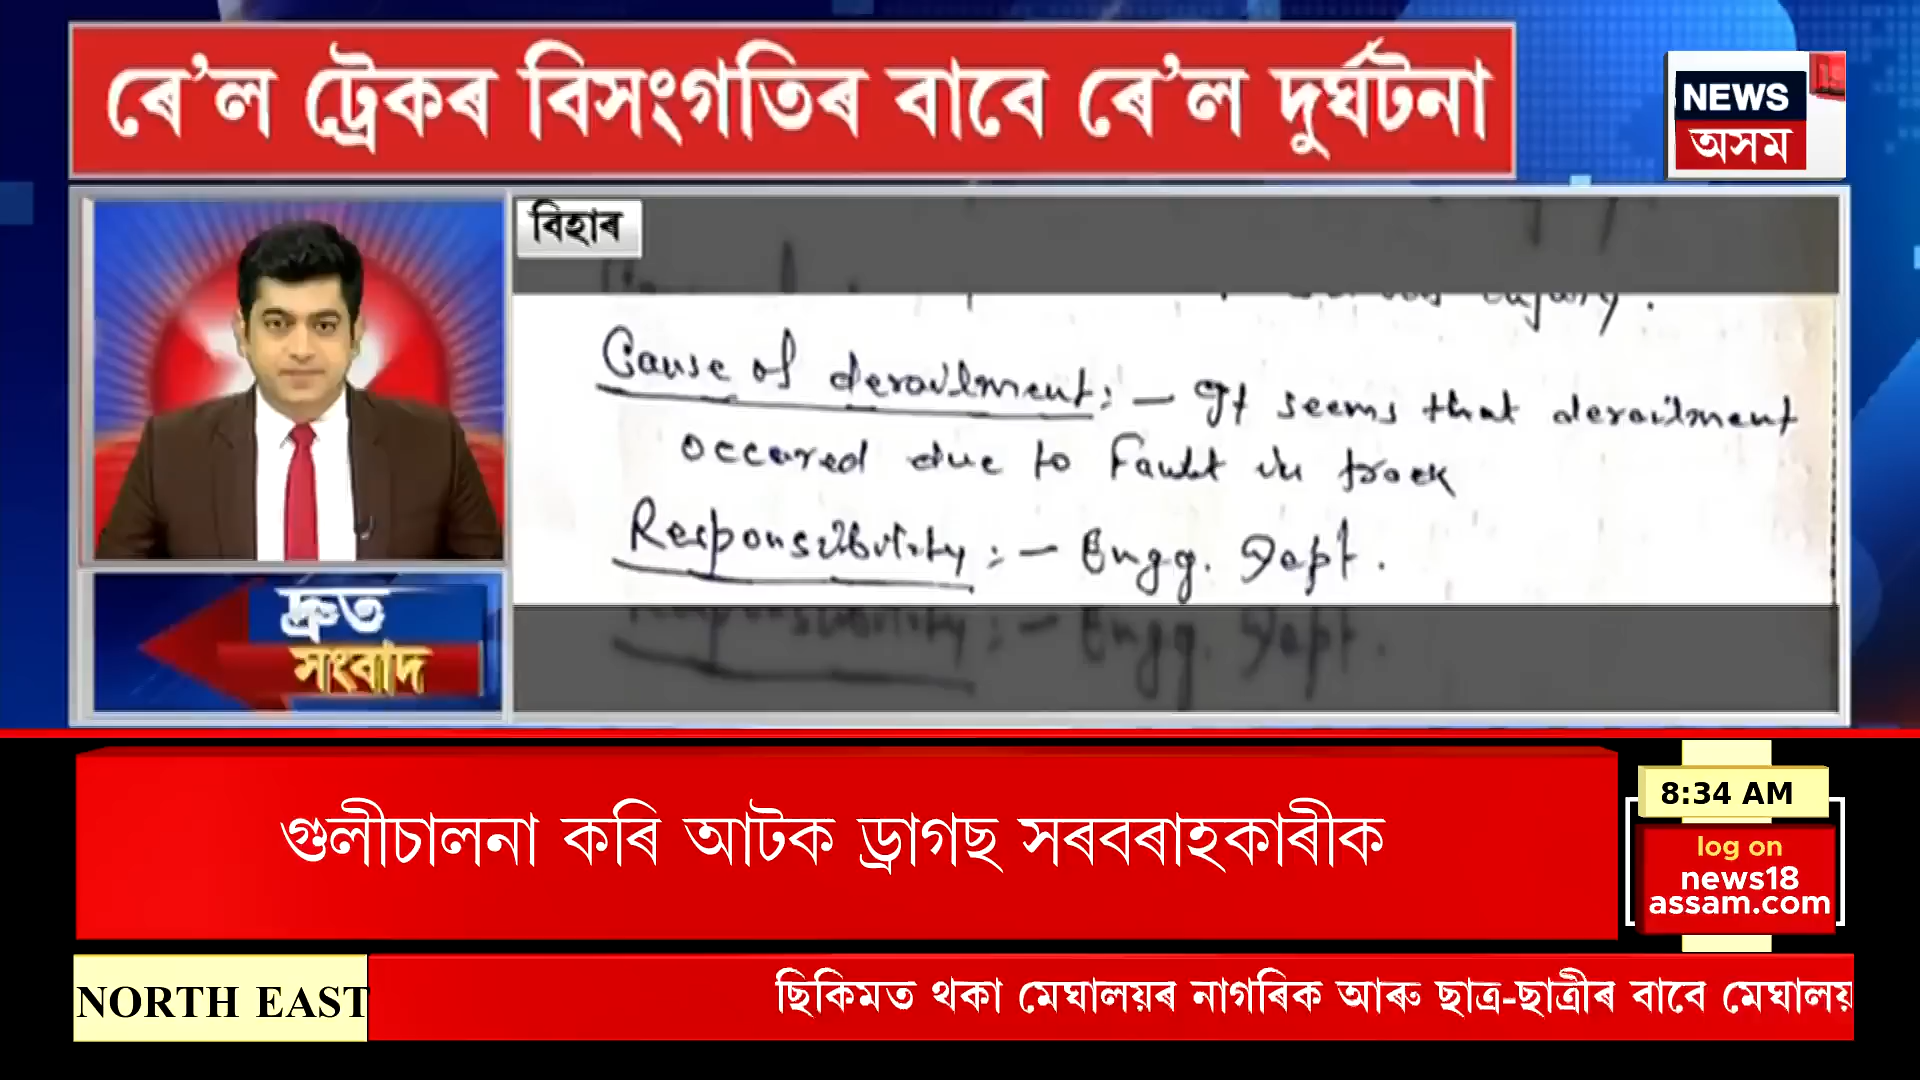 ৰে'ল ট্ৰেকৰ বিসংগতিৰ বাবে ৰে'ল দুৰ্ঘটনা
NEWS
অসম
বিহাৰ
Cause of derailment:- It seems that derailment
occured due to Fault in track
Responsibility:- Engg. Dept.
দ্ৰুত
সংবাদ
গুলীচালনা কৰি আটক ড্ৰাগছ সৰবৰাহকাৰীক
8:34 AM
log on
news18
assam.com
NORTH EAST
ছিকিমত থকা মেঘালয়ৰ নাগৰিক আৰু ছাত্ৰ-ছাত্ৰীৰ বাবে মেঘালয়